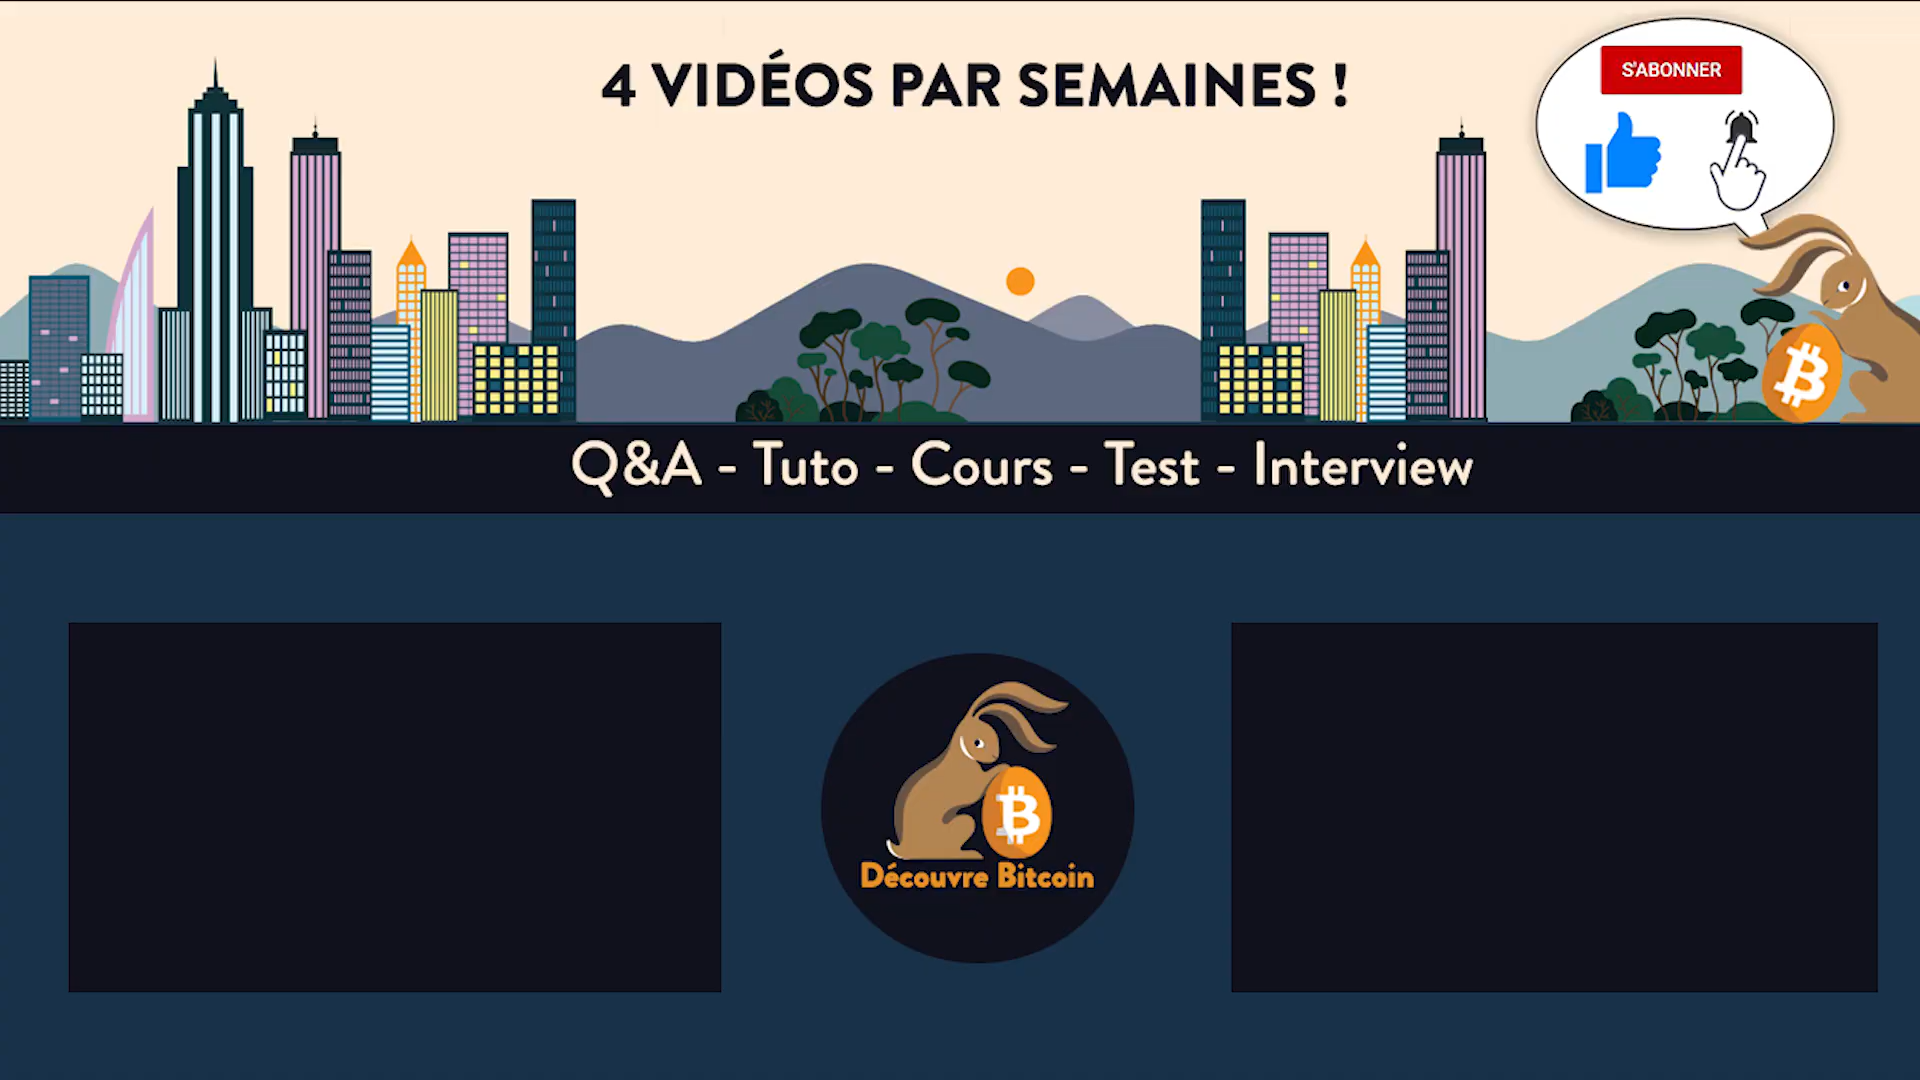 4 VIDÉOS PAR SEMAINES !
S'ABONNER
Q&A - Tuto - Cours - Test - Interview
Découvre Bitcoin